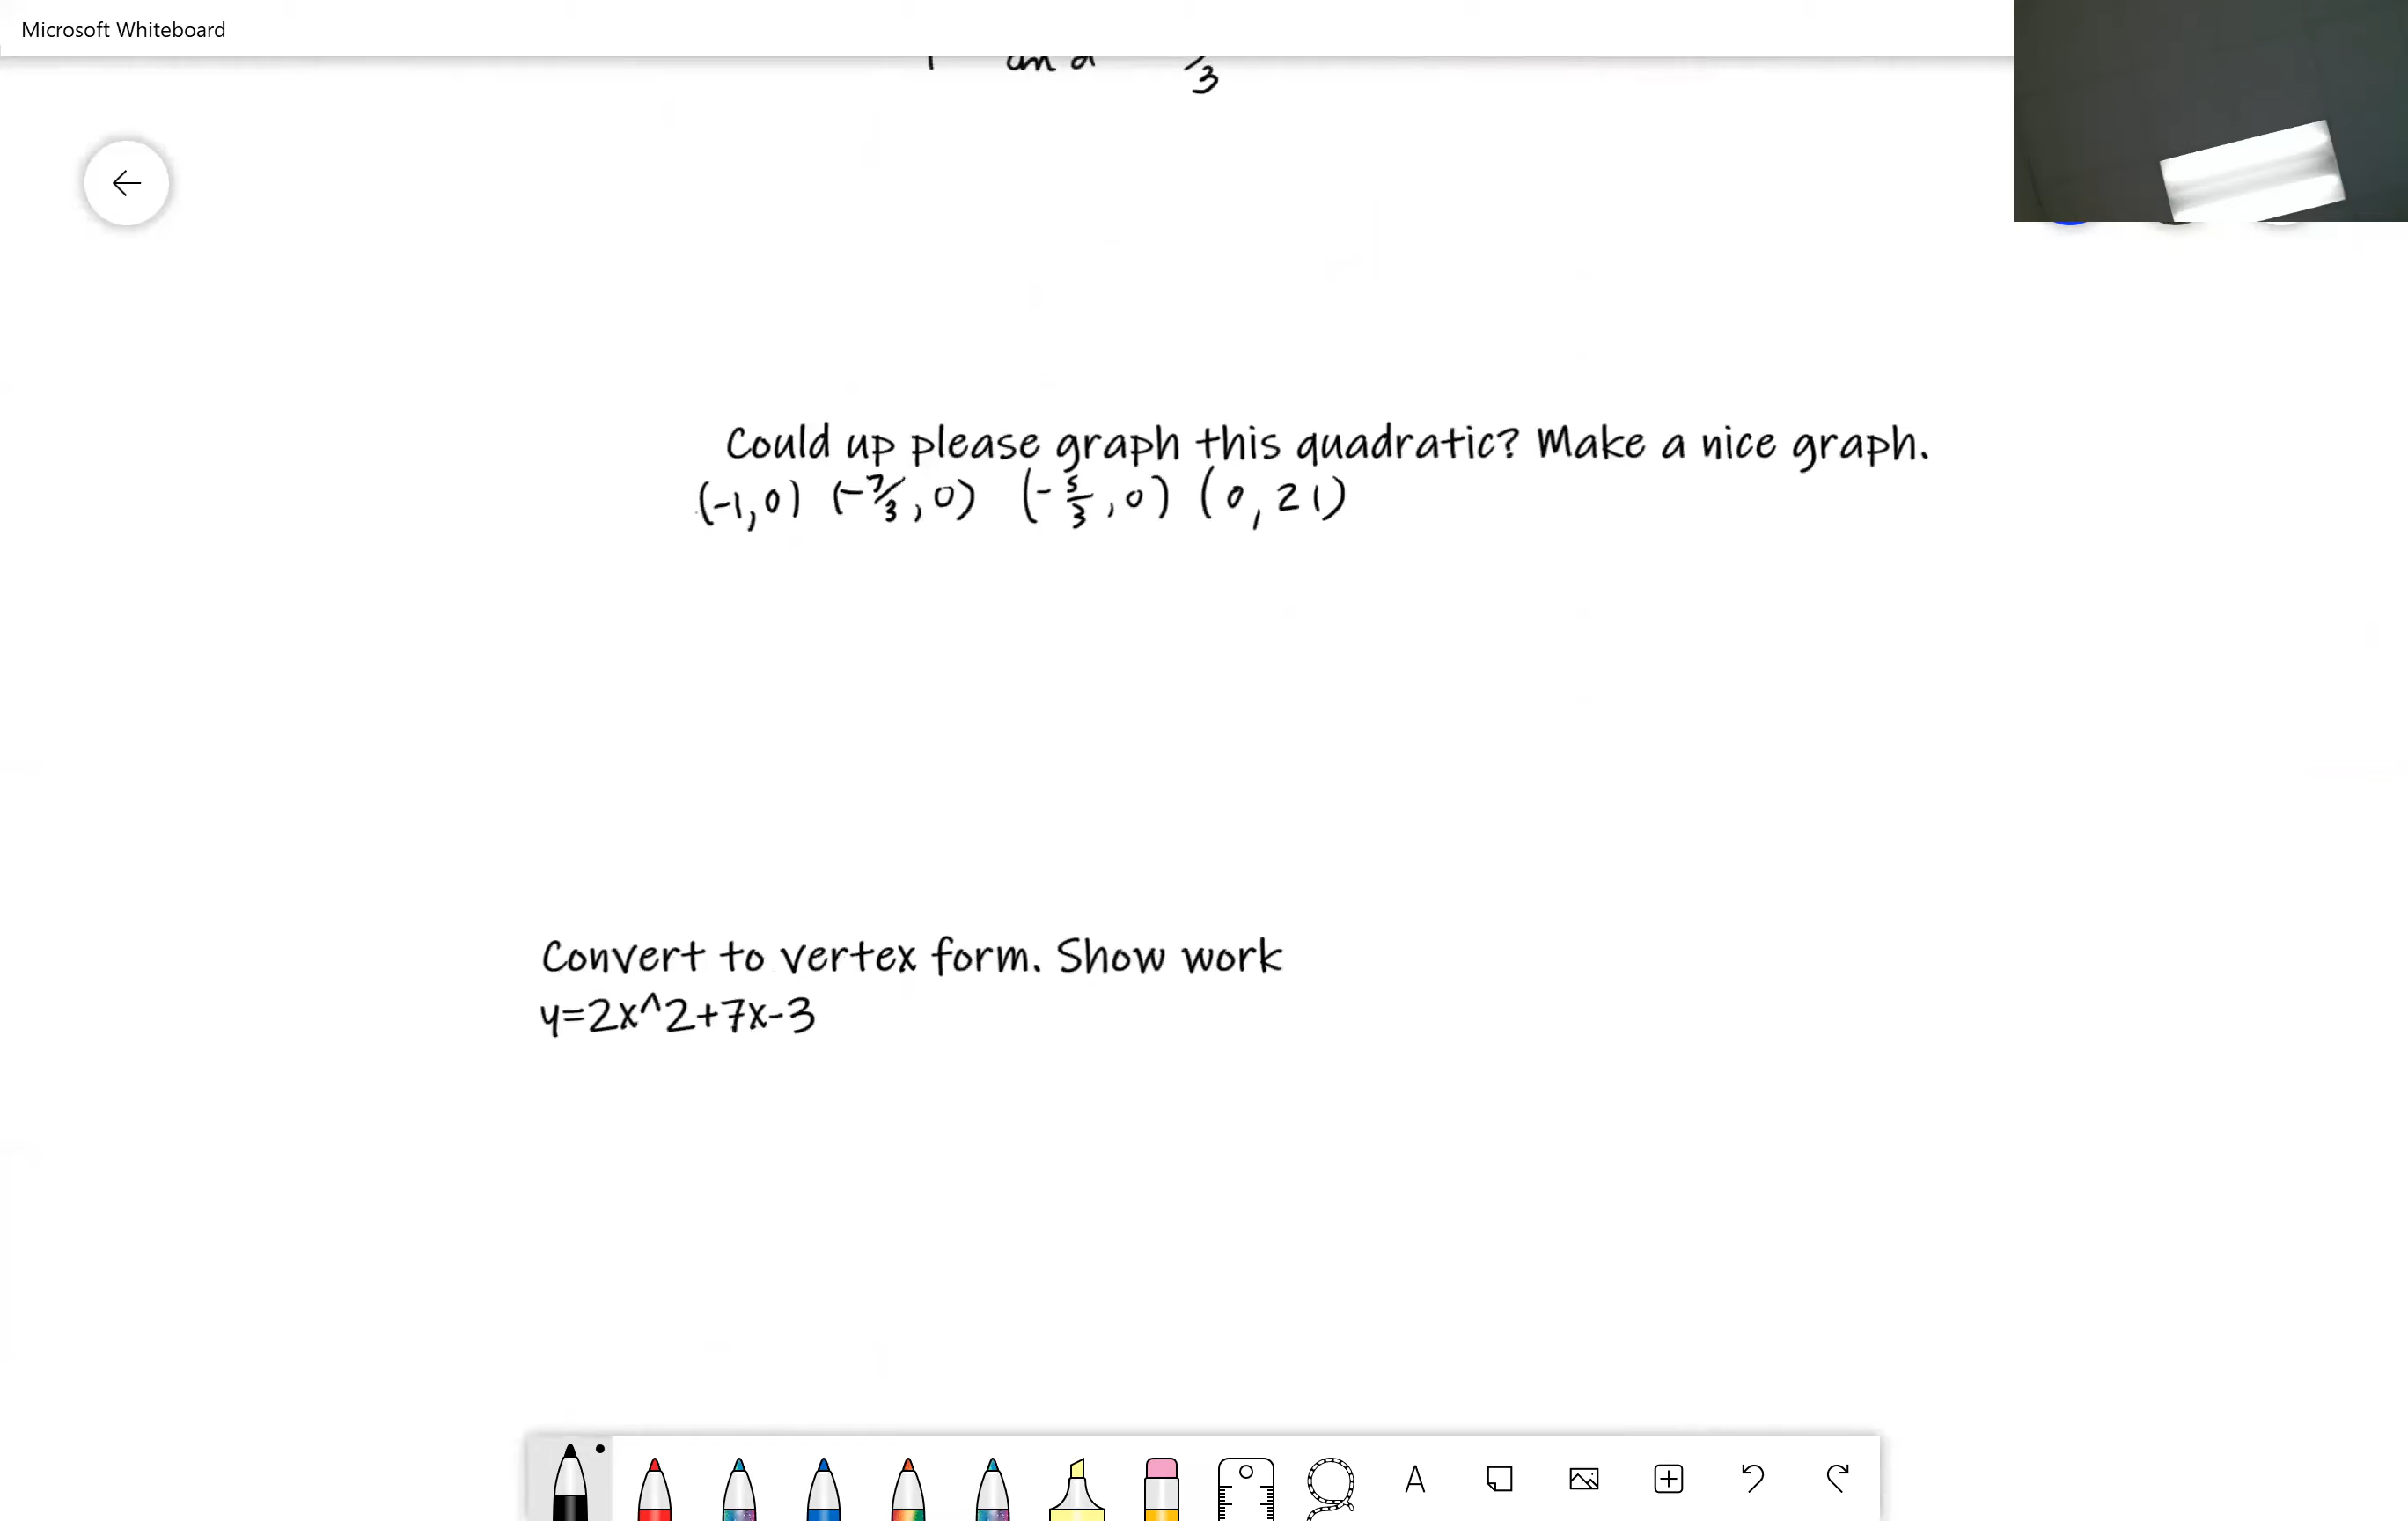 Microsoft Whiteboard
3
Could up please graph this quadratic? Make a nice graph.
(-1,0) (-7/3,0) (-5/3,0) (0,21)
Convert to vertex form. Show work
y=2x^2+7x-3
A